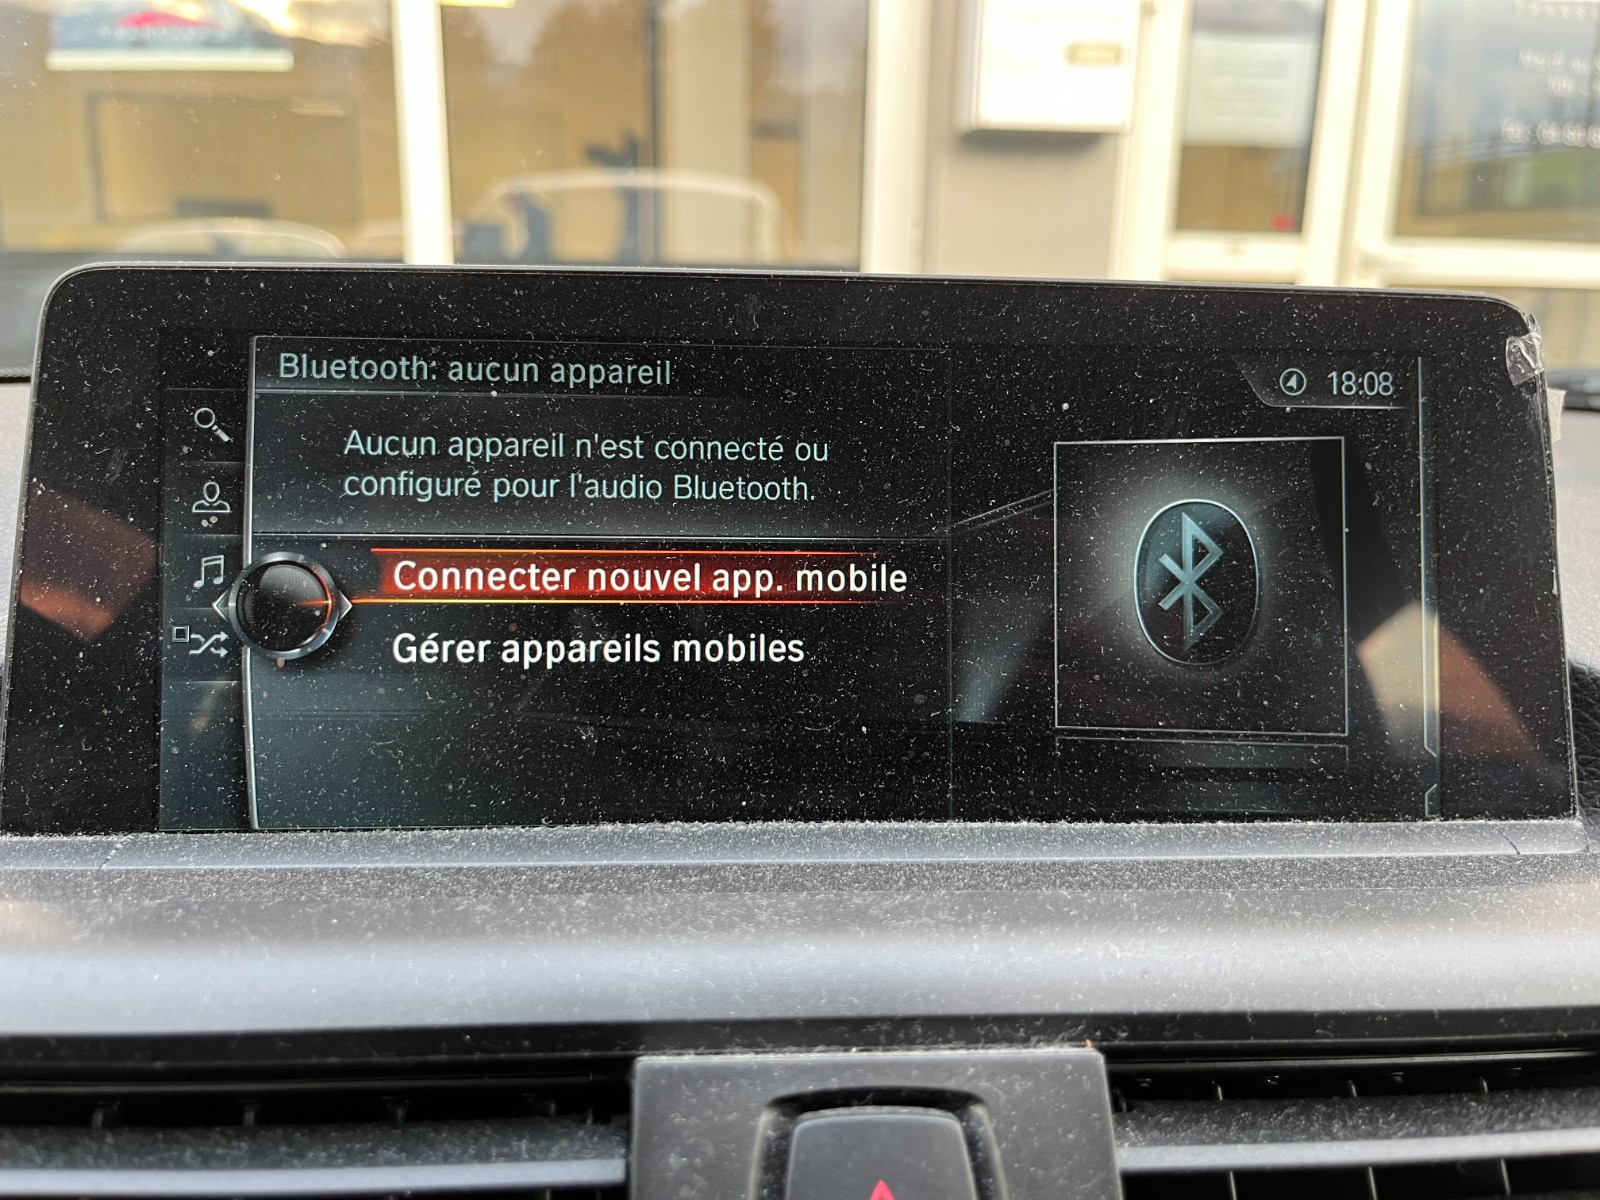 Bluetooth: aucun appareil
18:08
Aucun appareil n'est connecté ou
configuré pour l'audio Bluetooth.
Connecter nouvel app. mobile
Gérer appareils mobiles